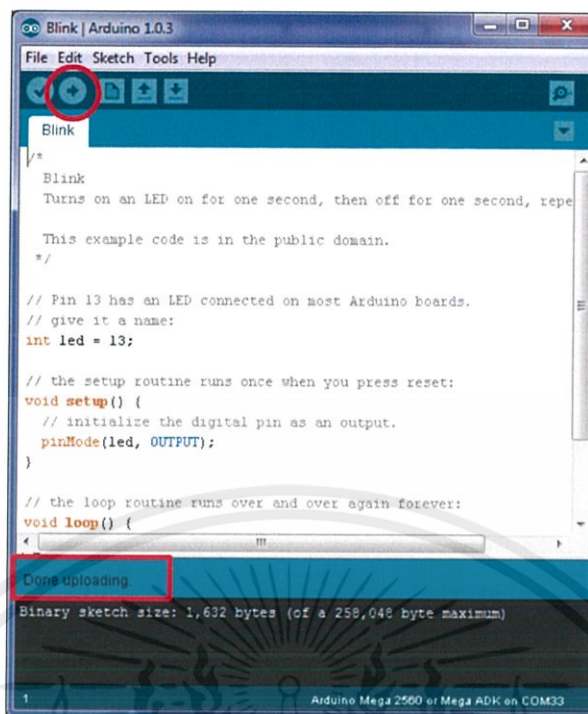 Blink | Arduino 1.0.3
File Edit Sketch Tools Help
Blink
/*
  Blink
  Turns on an LED on for one second, then off for one second, repe

  This example code is in the public domain.
 */

// Pin 13 has an LED connected on most Arduino boards.
// give it a name:
int led = 13;

// the setup routine runs once when you press reset:
void setup() {
  // initialize the digital pin as an output.
  pinMode(led, OUTPUT);
}

// the loop routine runs over and over again forever:
void loop() {
Done uploading.
Binary sketch size: 1,632 bytes (of a 258,048 byte maximum)
1 Arduino Mega 2560 or Mega ADK on COM33